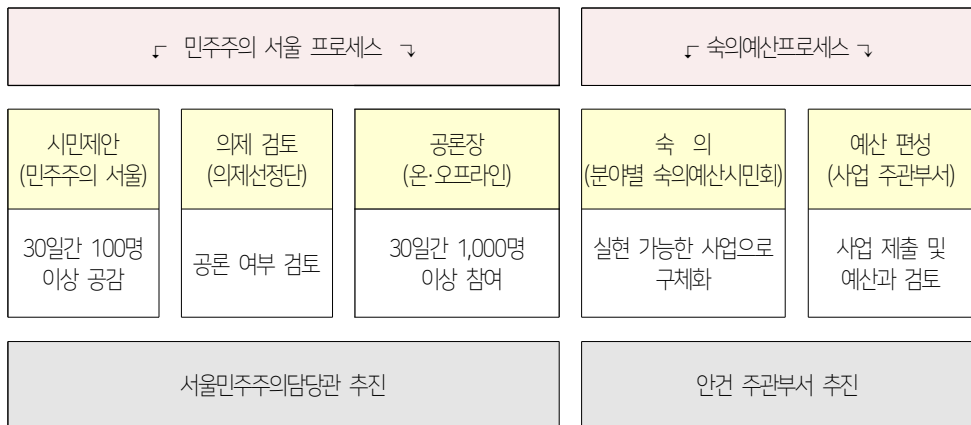 ┏ 민주주의 서울 프로세스 ┓
┏ 숙의예산프로세스 ┓
시민제안
(민주주의 서울)
의제 검토
(의제선정단)
공론장
(온·오프라인)
숙 의
(분야별 숙의예산시민회)
예산 편성
(사업 주관부서)
30일간 100명
이상 공감
공론 여부 검토
30일간 1,000명
이상 참여
실현 가능한 사업으로
구체화
사업 제출 및
예산과 검토
서울민주주의담당관 추진
안건 주관부서 추진